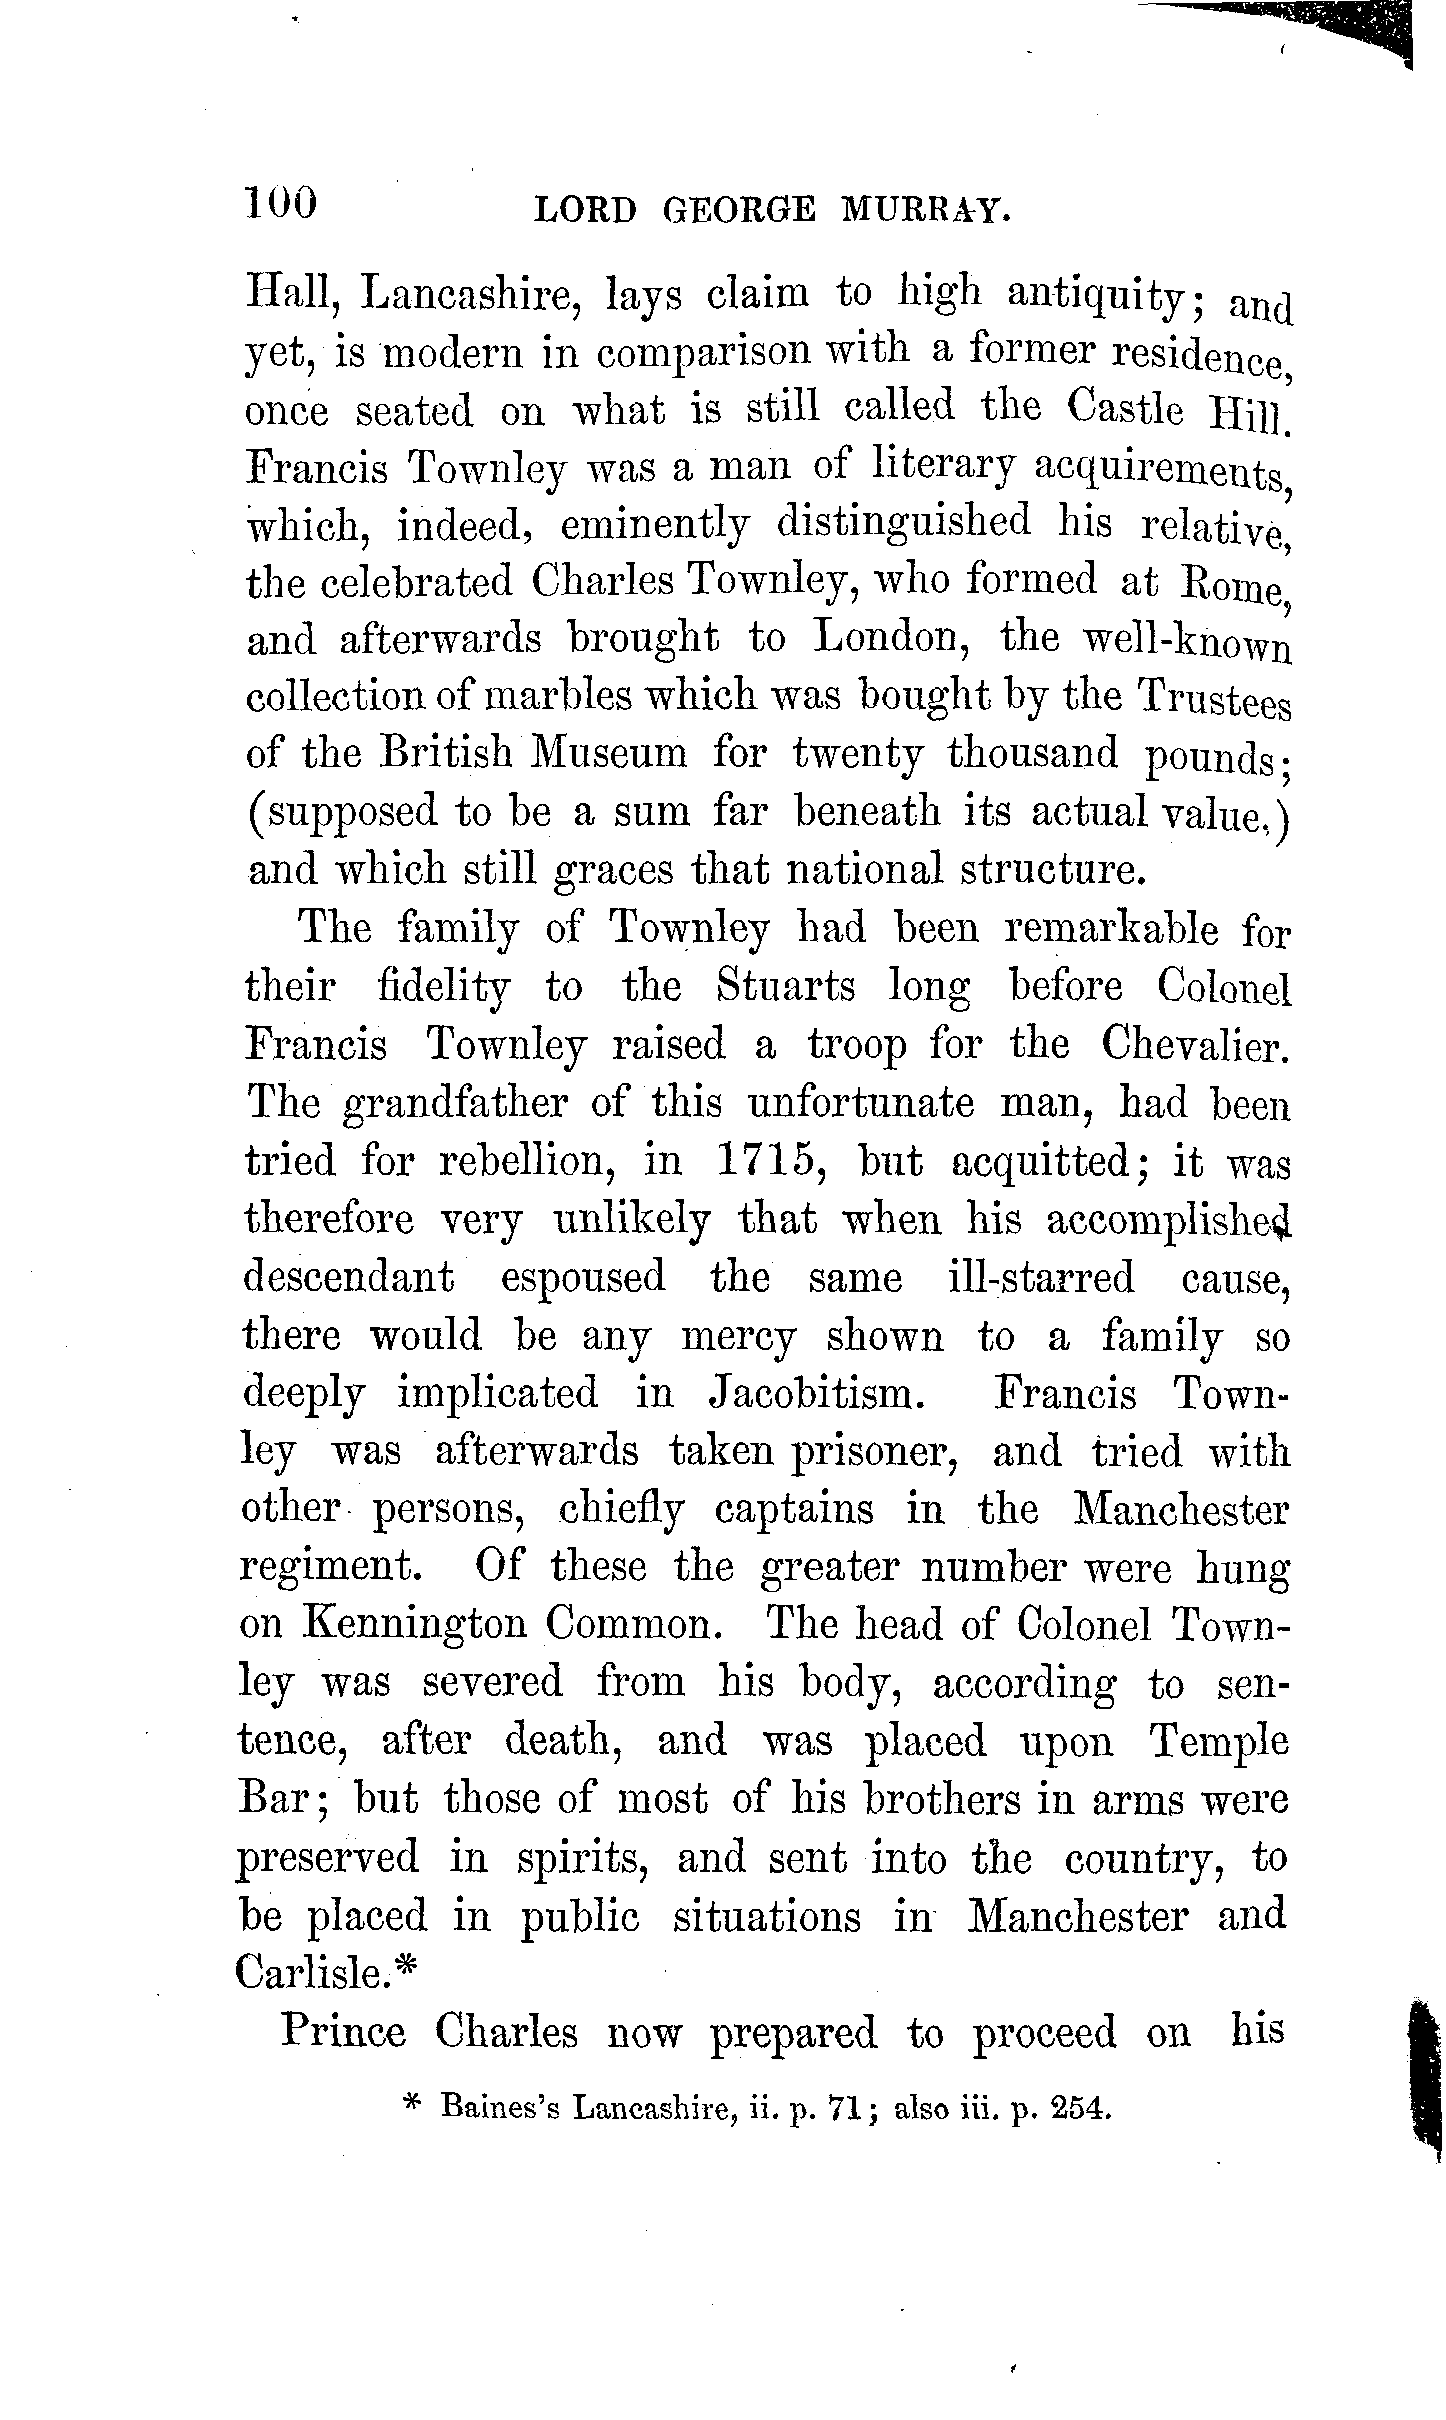 100 LORD GEORGE MURRAY.
Hall, Lancashire, lays claim to high antiquity; and
yet, is modern in comparison with a former residence,
once seated on what is still called the Castle Hill.
Francis Townley was a man of literary acquirements,
which, indeed, eminently distinguished his relative,
the celebrated Charles Townley, who formed at Rome,
and afterwards brought to London, the well-known
collection of marbles which was bought by the Trustees
of the British Museum for twenty thousand pounds;
(supposed to be a sum far beneath its actual value,)
and which still graces that national structure.
The family of Townley had been remarkable for
their fidelity to the Stuarts long before Colonel
Francis Townley raised a troop for the Chevalier.
The grandfather of this unfortunate man, had been
tried for rebellion, in 1715, but acquitted; it was
therefore very unlikely that when his accomplished
descendant espoused the same ill-starred cause,
there would be any mercy shown to a family so
deeply implicated in Jacobitism. Francis Town-
ley was afterwards taken prisoner, and tried with
other persons, chiefly captains in the Manchester
regiment. Of these the greater number were hung
on Kennington Common. The head of Colonel Town-
ley was severed from his body, according to sen-
tence, after death, and was placed upon Temple
Bar; but those of most of his brothers in arms were
preserved in spirits, and sent into the country, to
be placed in public situations in Manchester and
Carlisle.*
Prince Charles now prepared to proceed on his
* Baines's Lancashire, ii. p. 71; also iii. p. 254.